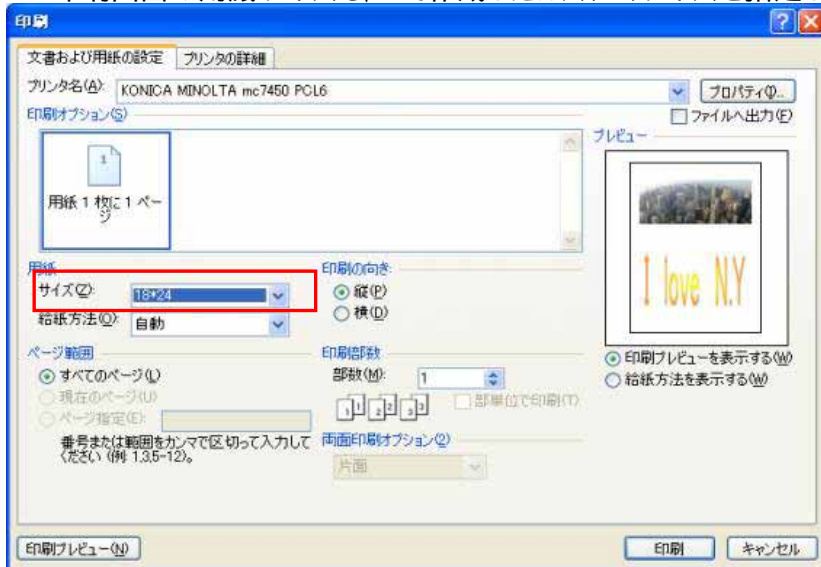 印刷
文書および用紙の設定 プリンタの詳細
プリンタ名(A): KONICA MINOLTA mc7450 PCL6 プロパティ(I)...
印刷オプション(S) ファイルへ出力(F)
プレビュー
1
用紙 1 枚に 1 ペー
ジ
I love N.Y
用紙 印刷の向き:
サイズ(Z): 18*24 縦(P)
給紙方法(O): 自動 横(D)
ページ範囲 印刷部数
すべてのページ(L) 部数(M): 1 印刷プレビューを表示する(W)
現在のページ(U) 部単位で印刷(T) 給紙方法を表示する(W)
ページ指定(E):
番号または範囲をカンマで区切って入力して 両面印刷オプション(2)
ください (例 1,3,5-12)。 片面
印刷プレビュー(N) 印刷 キャンセル